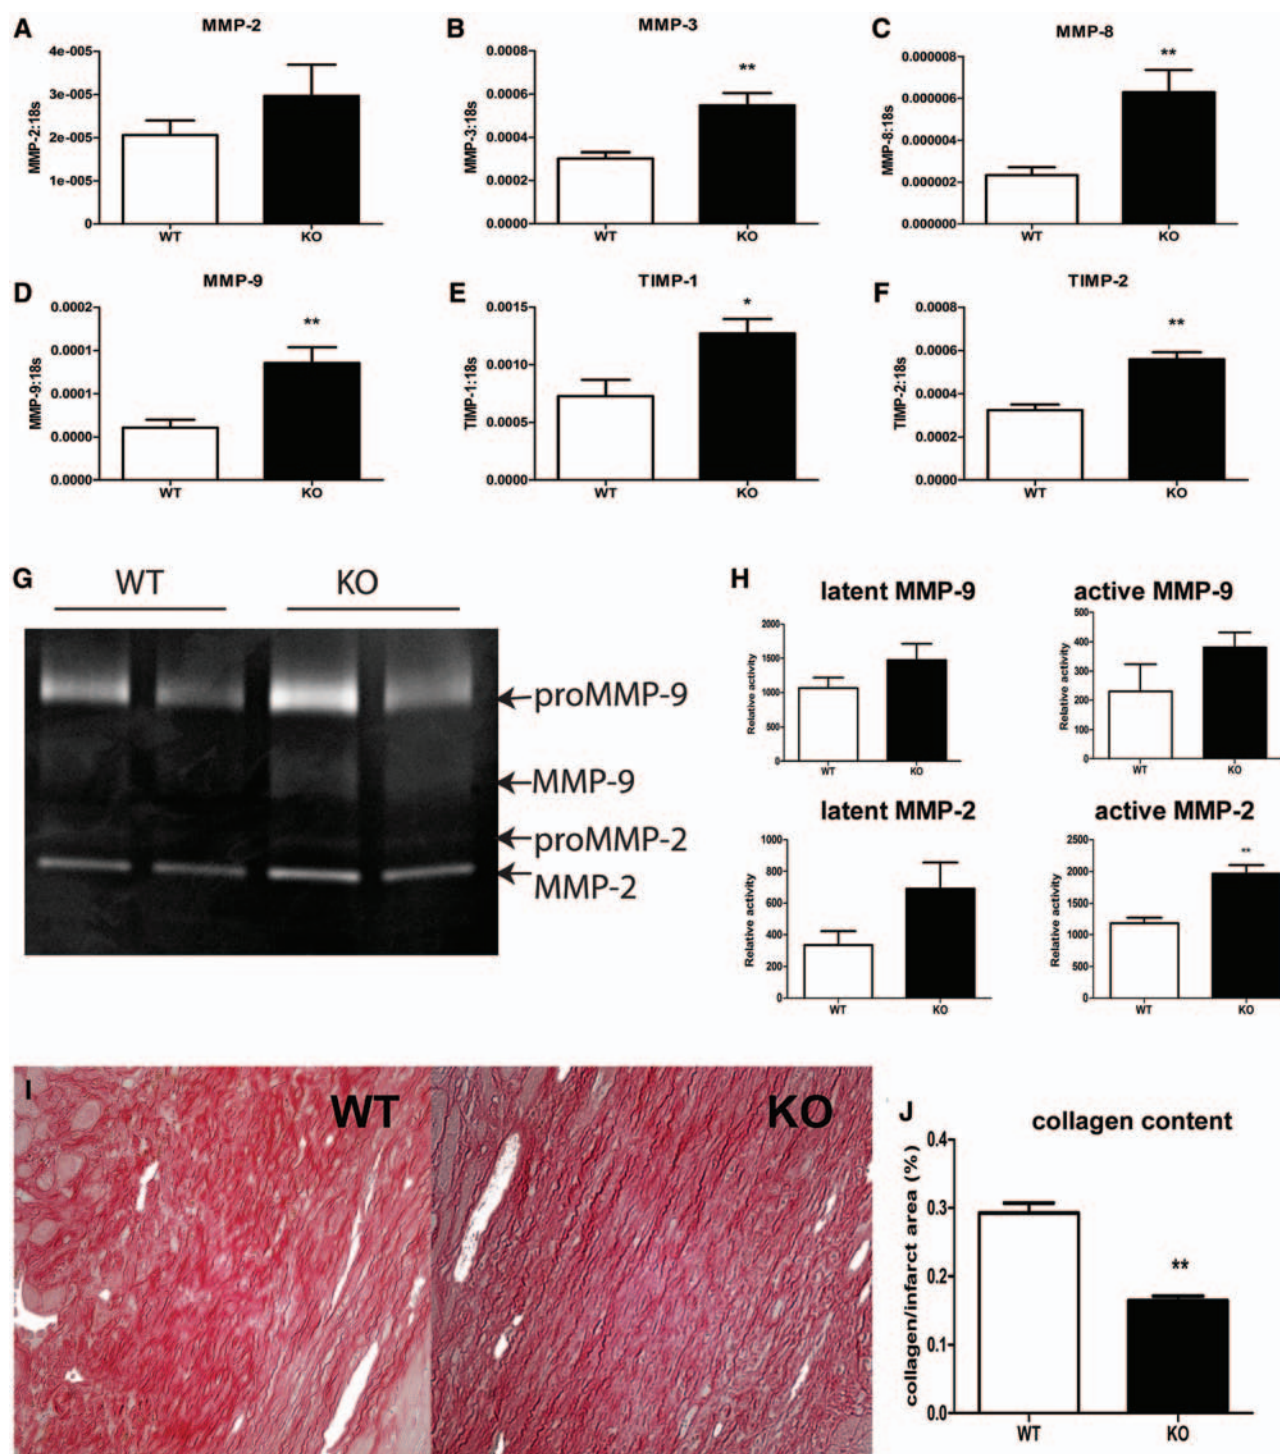 A MMP-2
MMP-2:18s
4e-005
3e-005
2e-005
1e-005
0
WT KO
B MMP-3
MMP-3:18s
0.0008
0.0006
0.0004
0.0002
0.0000
**
WT KO
C MMP-8
MMP-8:18s
0.000008
0.000006
0.000004
0.000002
0.000000
**
WT KO
D MMP-9
MMP-9:18s
0.0002
0.0001
0.0001
0.0000
0.0000
**
WT KO
E TIMP-1
TIMP-1:18s
0.0015
0.0010
0.0005
0.0000
*
WT KO
F TIMP-2
TIMP-2:18s
0.0008
0.0006
0.0004
0.0002
0.0000
**
WT KO
G WT KO
proMMP-9
MMP-9
proMMP-2
MMP-2
H latent MMP-9
Relative activity
2000
1500
1000
500
0
WT KO
active MMP-9
Relative activity
500
400
300
200
100
0
WT KO
latent MMP-2
Relative activity
1000
800
600
400
200
0
WT KO
active MMP-2
Relative activity
2500
2000
1500
1000
500
0
**
WT KO
I WT KO
J collagen content
collagen/infarct area (%)
0.4
0.3
0.2
0.1
0.0
**
WT KO